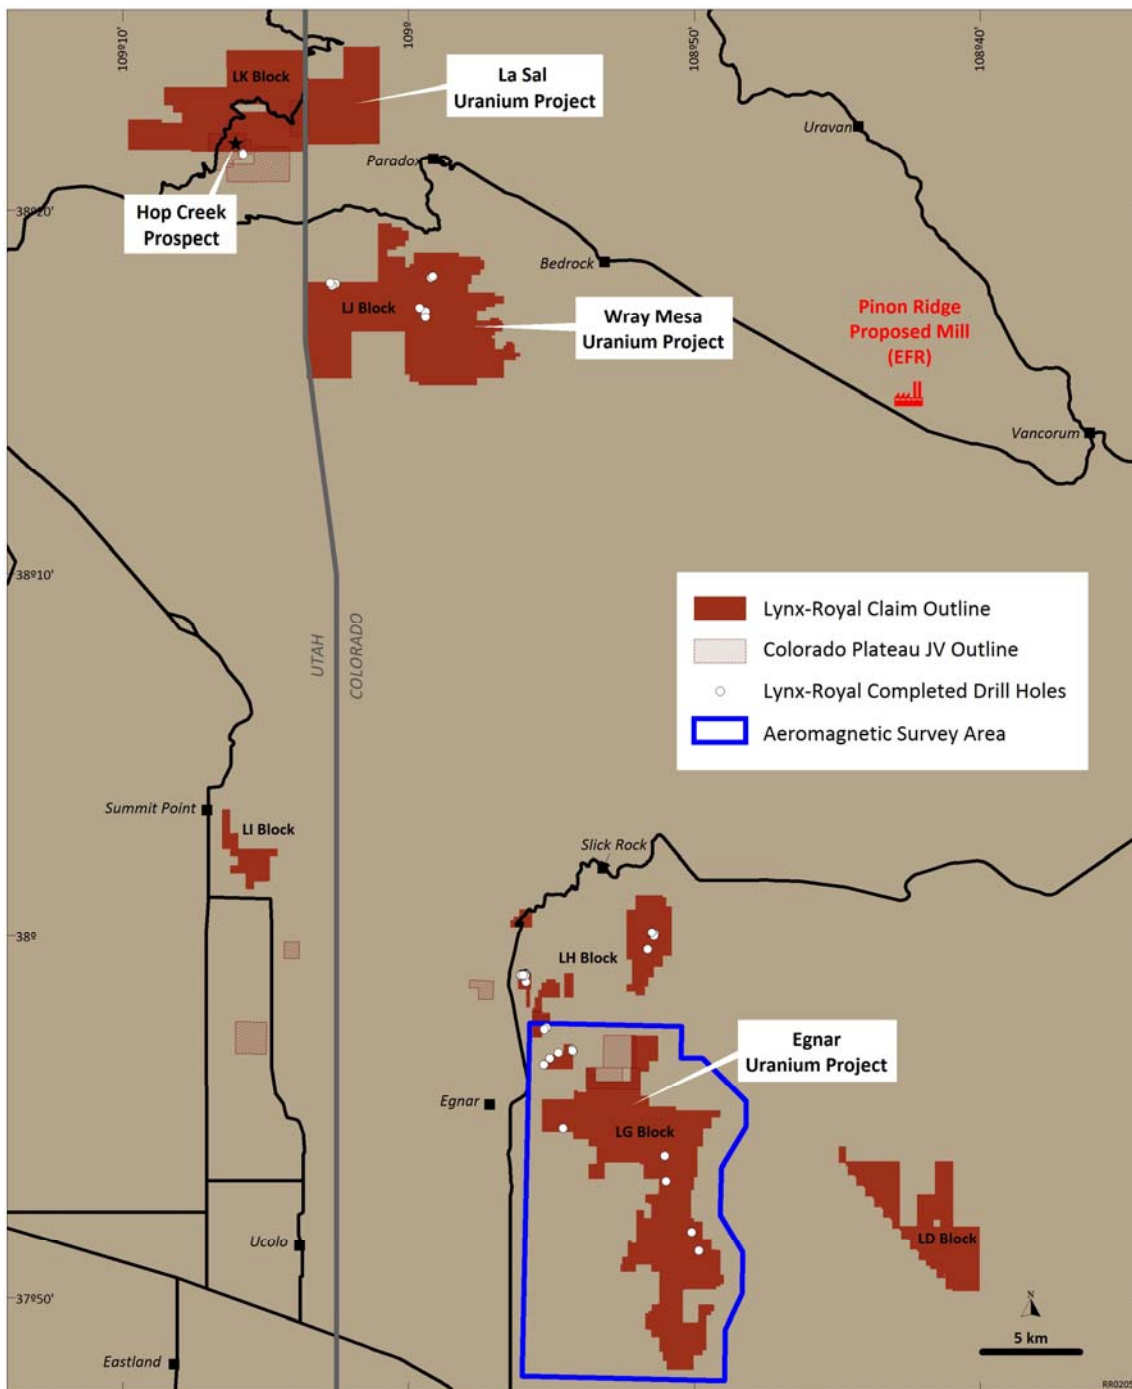 109º10'
109º
108º50'
108º40'
LK Block
La Sal
Uranium Project
Uravan
Paradox
Hop Creek
Prospect
38º20'
Bedrock
LJ Block
Wray Mesa
Uranium Project
Pinon Ridge
Proposed Mill
(EFR)
Vancorum
38º10'
UTAH
COLORADO
Lynx-Royal Claim Outline
Colorado Plateau JV Outline
Lynx-Royal Completed Drill Holes
Aeromagnetic Survey Area
Summit Point
LI Block
Slick Rock
38º
LH Block
Egnar
Uranium Project
Egnar
LG Block
Ucolo
LD Block
37º50'
N
5 km
Eastland
RR0205